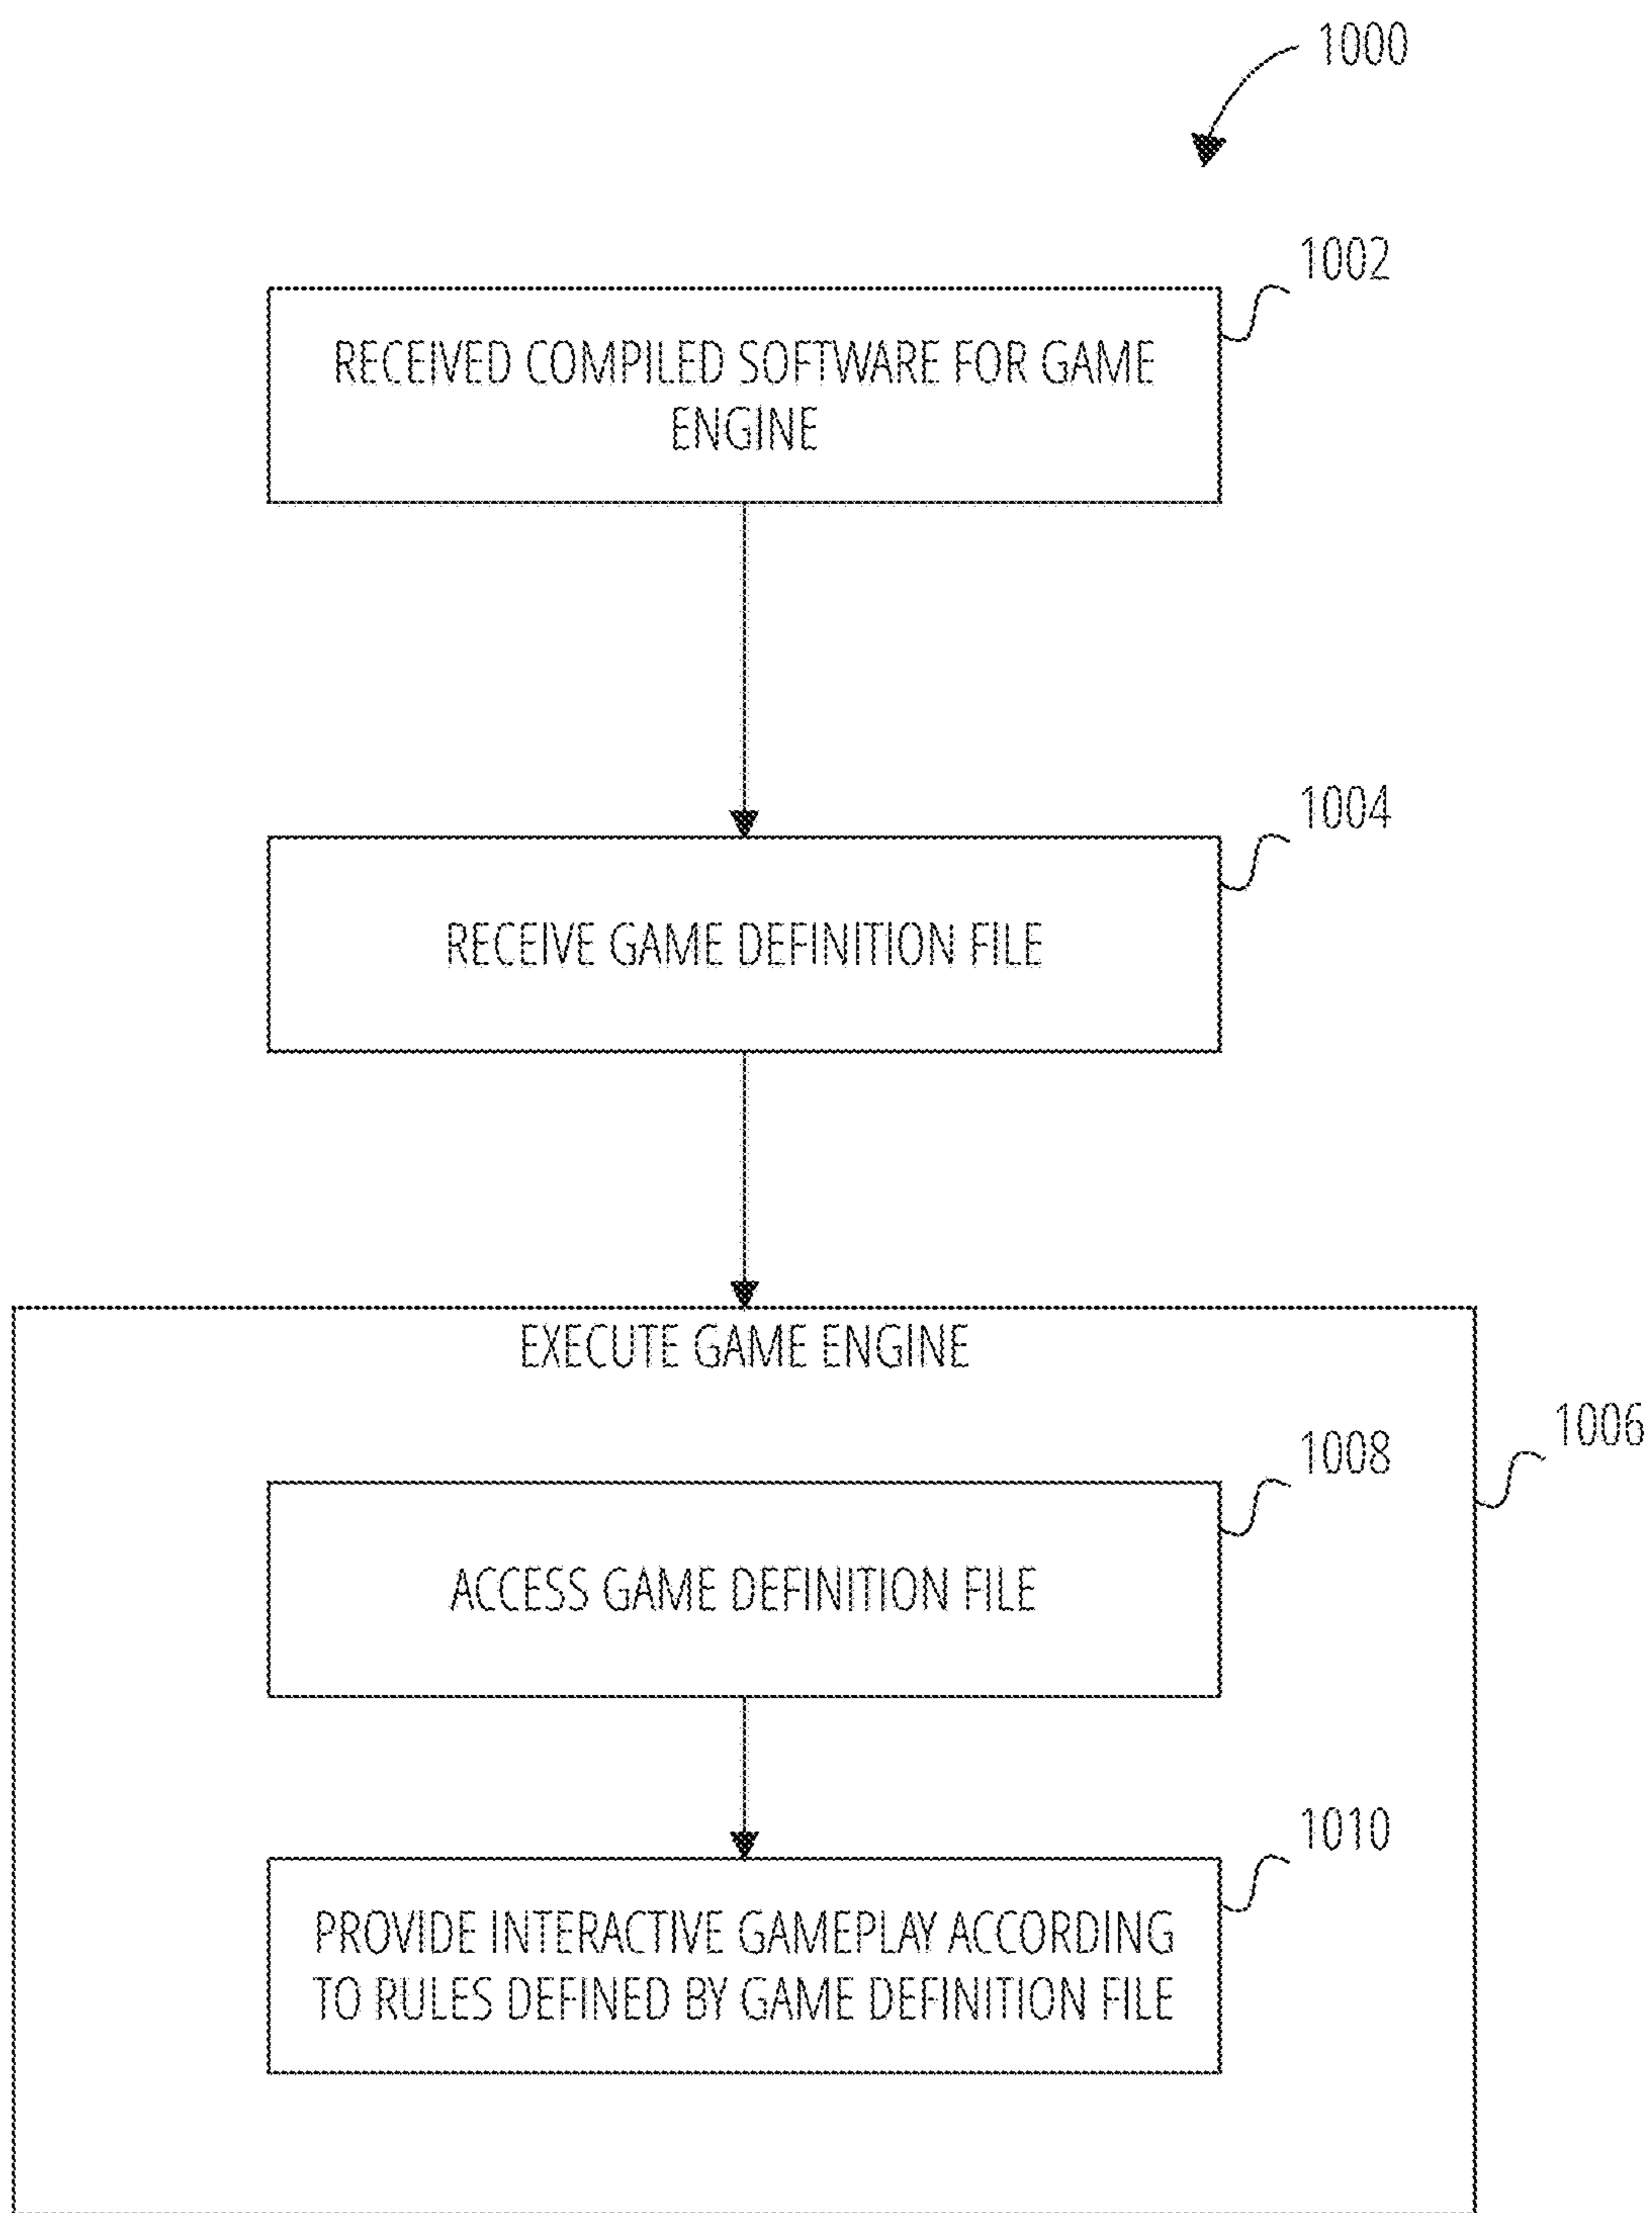 1000
1002
RECEIVED COMPILED SOFTWARE FOR GAME
ENGINE
1004
RECEIVE GAME DEFINITION FILE
EXECUTE GAME ENGINE
1006
1008
ACCESS GAME DEFINITION FILE
1010
PROVIDE INTERACTIVE GAMEPLAY ACCORDING
TO RULES DEFINED BY GAME DEFINITION FILE